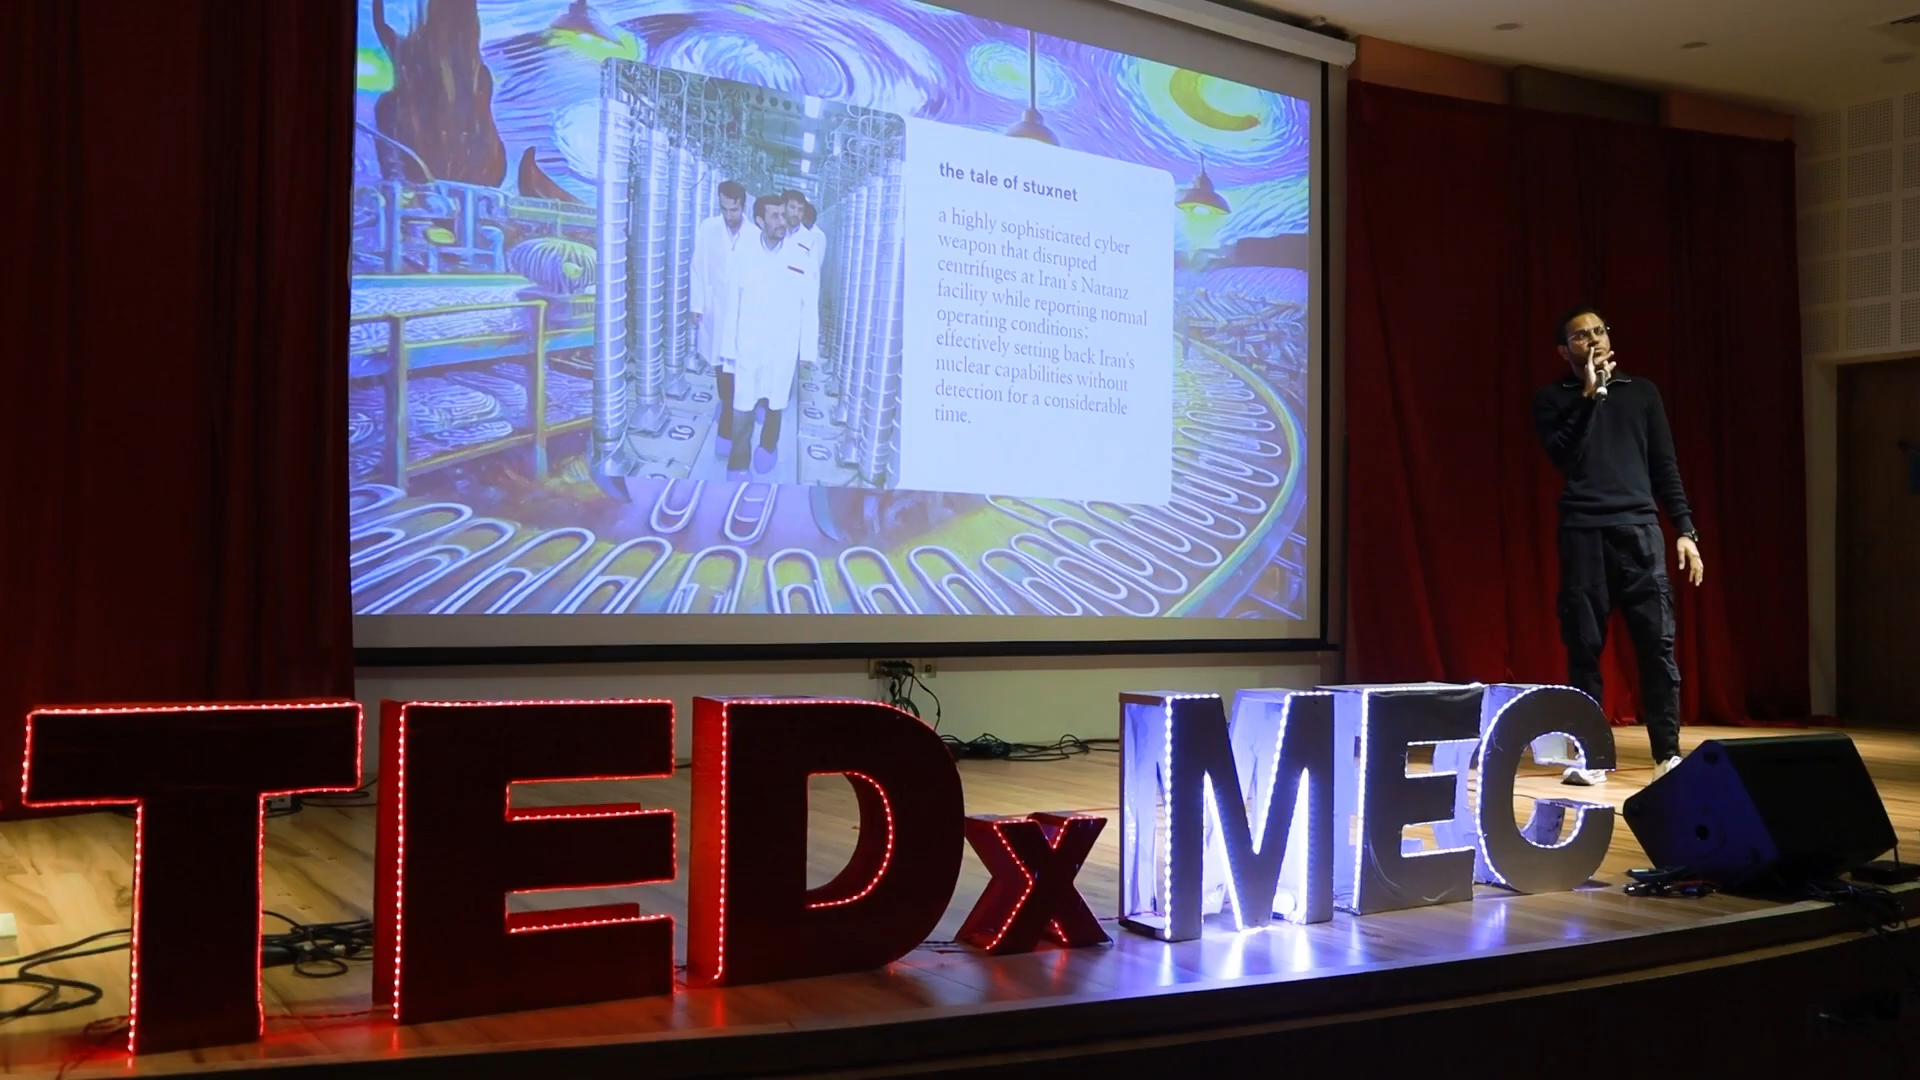 the tale of stuxnet
a highly sophisticated cyber
weapon that disrupted
centrifuges at Iran's Natanz
facility while reporting normal
operating conditions;
effectively setting back Iran's
nuclear capabilities without
detection for a considerable
time.
TEDxMEC